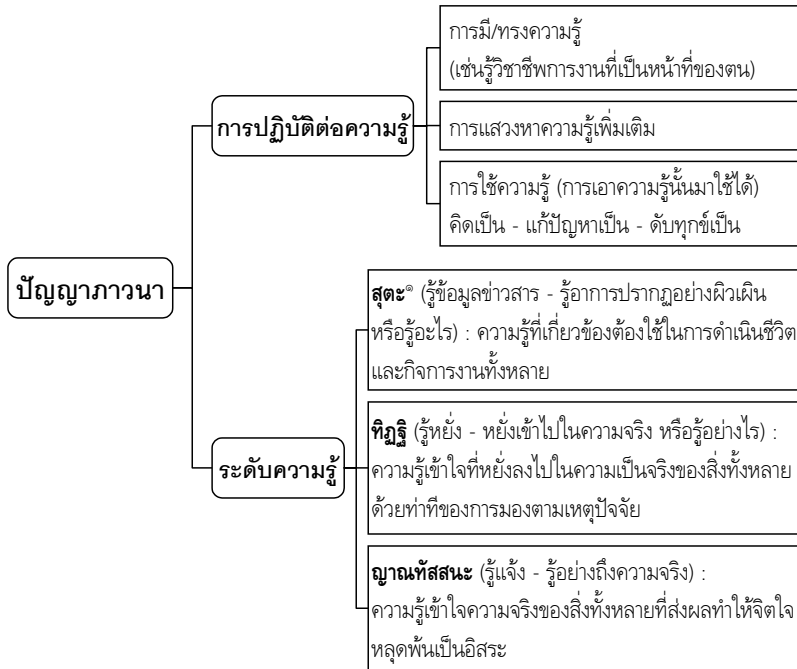 การมี/ทรงความรู้
(เช่นรู้วิชาชีพการงานที่เป็นหน้าที่ของตน)
การปฏิบัติต่อความรู้
การแสวงหาความรู้เพิ่มเติม
การใช้ความรู้ (การเอาความรู้นั้นมาใช้ได้)
คิดเป็น - แก้ปัญหาเป็น - ดับทุกข์เป็น
ปัญญาภาวนา
สุตะ๑ (รู้ข้อมูลข่าวสาร - รู้อาการปรากฏอย่างผิวเผิน
หรือรู้อะไร) : ความรู้ที่เกี่ยวข้องต้องใช้ในการดำเนินชีวิต
และกิจการงานทั้งหลาย
ระดับความรู้
ทิฏฐิ (รู้หยั่ง - หยั่งเข้าไปในความจริง หรือรู้อย่างไร) :
ความรู้เข้าใจที่หยั่งลงไปในความเป็นจริงของสิ่งทั้งหลาย
ด้วยท่าทีของการมองตามเหตุปัจจัย
ญาณทัสสนะ (รู้แจ้ง - รู้อย่างถึงความจริง) :
ความรู้เข้าใจความจริงของสิ่งทั้งหลายที่ส่งผลทำให้จิตใจ
หลุดพ้นเป็นอิสระ